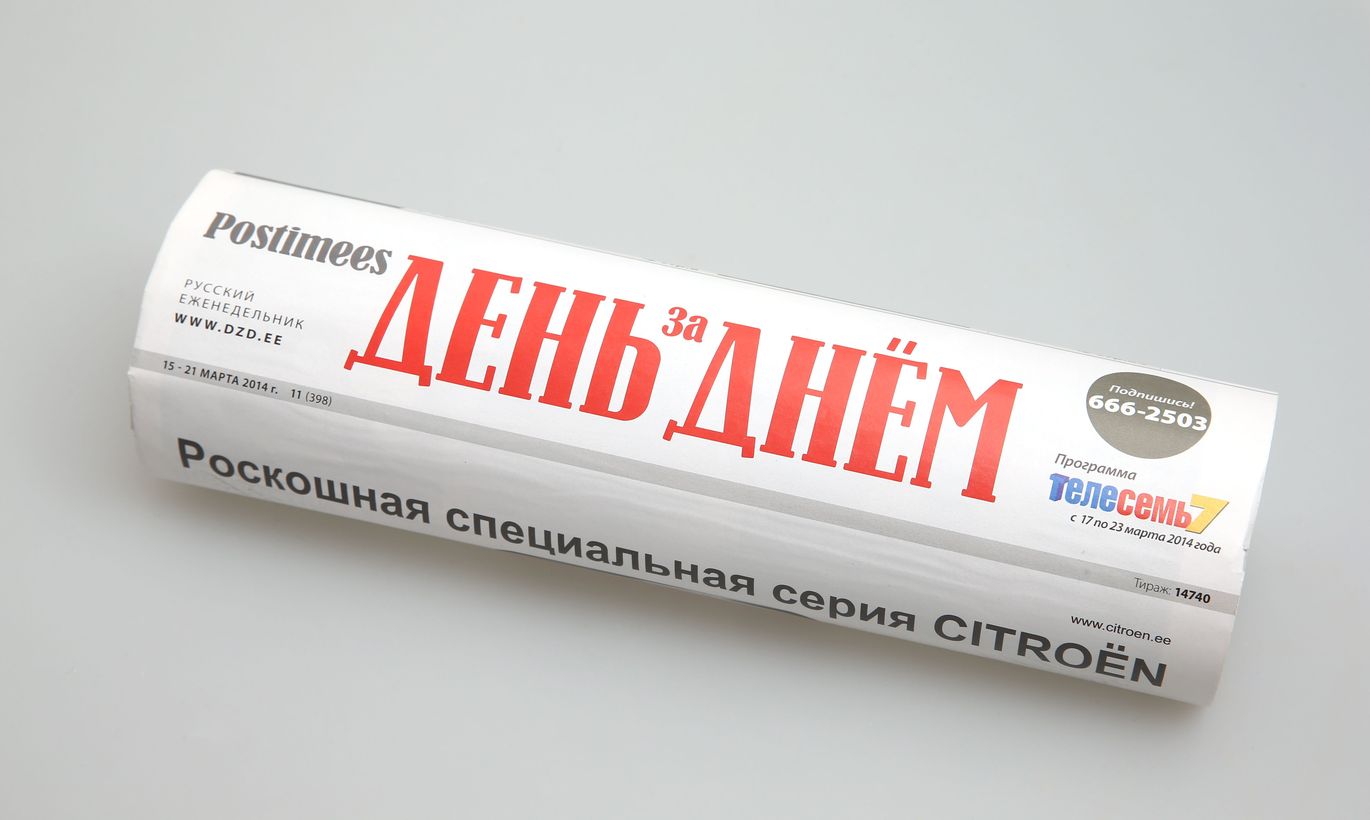 Postimees
РУССКИЙ
ЕЖЕНЕДЕЛЬНИК
WWW.DZD.EE
ДЕНЬ за ДНЁМ
Подпишись!
666-2503
Программа
Телесемь7
с 17 по 23 марта 2014 года
15 - 21 МАРТА 2014 г. 11 (398)
Тираж: 14740
www.citroen.ee
Роскошная специальная серия CITROËN